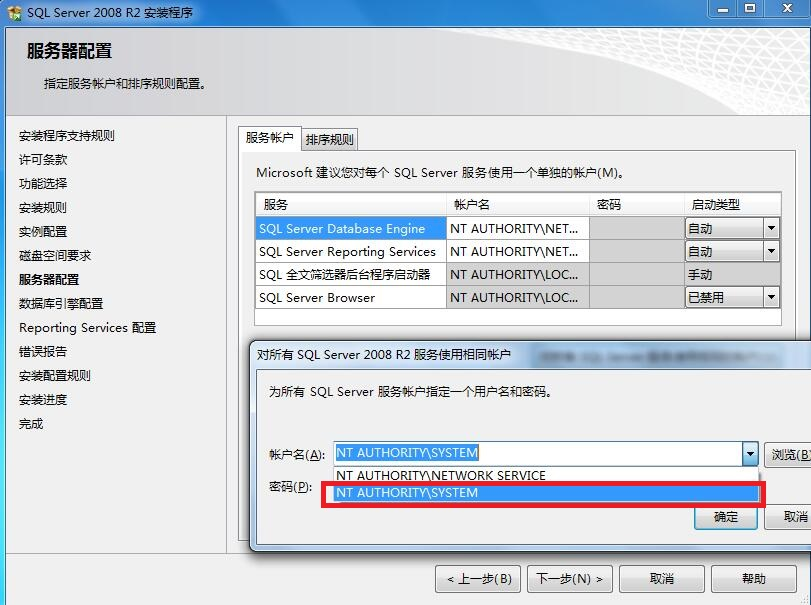 SQL Server 2008 R2 安装程序
服务器配置
指定服务帐户和排序规则配置。
安装程序支持规则
许可条款
功能选择
安装规则
实例配置
磁盘空间要求
服务器配置
数据库引擎配置
Reporting Services 配置
错误报告
安装配置规则
安装进度
完成
服务帐户 排序规则
Microsoft 建议您对每个 SQL Server 服务使用一个单独的帐户(M)。
服务 帐户名 密码 启动类型
SQL Server Database Engine NT AUTHORITY\NET... 自动
SQL Server Reporting Services NT AUTHORITY\NET... 自动
SQL 全文筛选器后台程序启动器 NT AUTHORITY\LOC... 手动
SQL Server Browser NT AUTHORITY\LOC... 已禁用
对所有 SQL Server 2008 R2 服务使用相同帐户
为所有 SQL Server 服务帐户指定一个用户名和密码。
帐户名(A): NT AUTHORITY\SYSTEM 浏览(B
NT AUTHORITY\NETWORK SERVICE
密码(P): NT AUTHORITY\SYSTEM
确定 取消
< 上一步(B) 下一步(N) > 取消 帮助